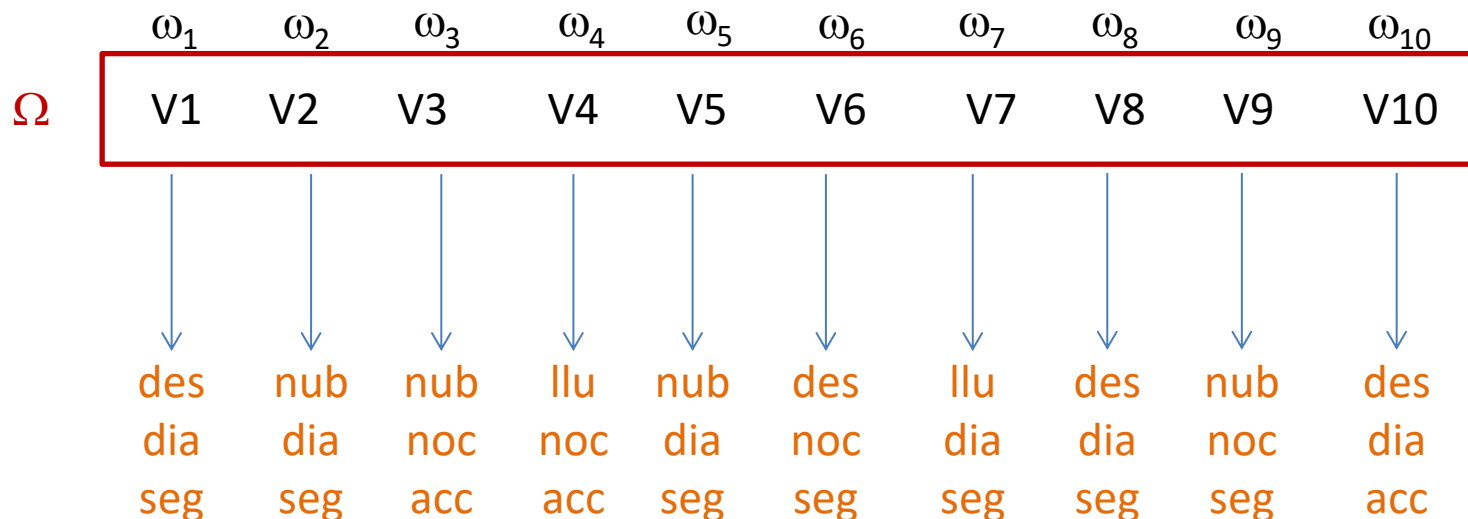 ω1 ω2 ω3 ω4 ω5 ω6 ω7 ω8 ω9 ω10
Ω V1 V2 V3 V4 V5 V6 V7 V8 V9 V10
des nub nub llu nub des llu des nub des
dia dia noc noc dia noc dia dia noc dia
seg seg acc acc seg seg seg seg seg acc